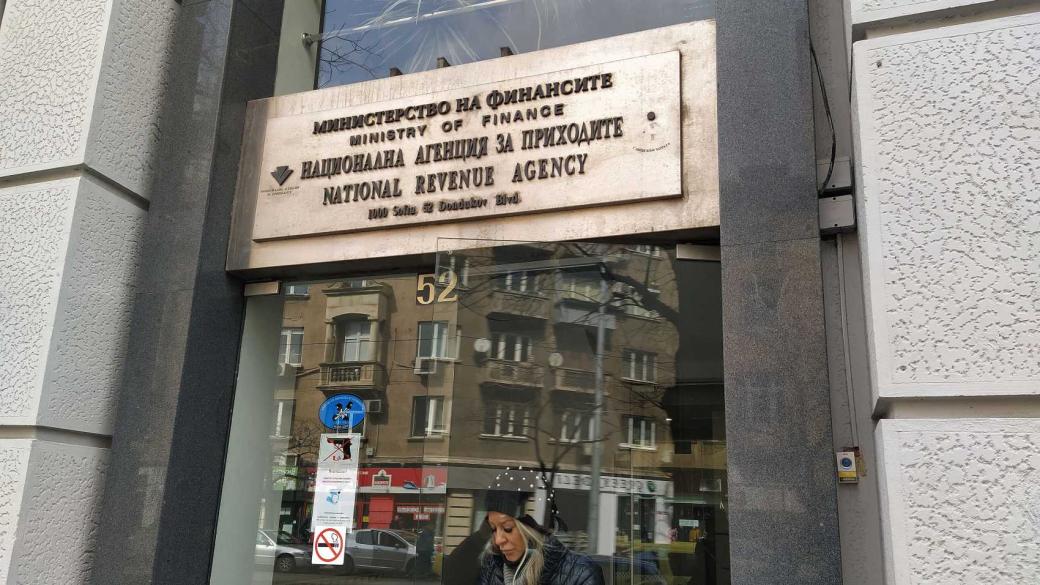 МИНИСТЕРСТВО НА ФИНАНСИТЕ
MINISTRY OF FINANCE
НАЦИОНАЛНА АГЕНЦИЯ ЗА ПРИХОДИТЕ
NATIONAL REVENUE AGENCY
1000 Sofia 52 Dondukov Blvd
52